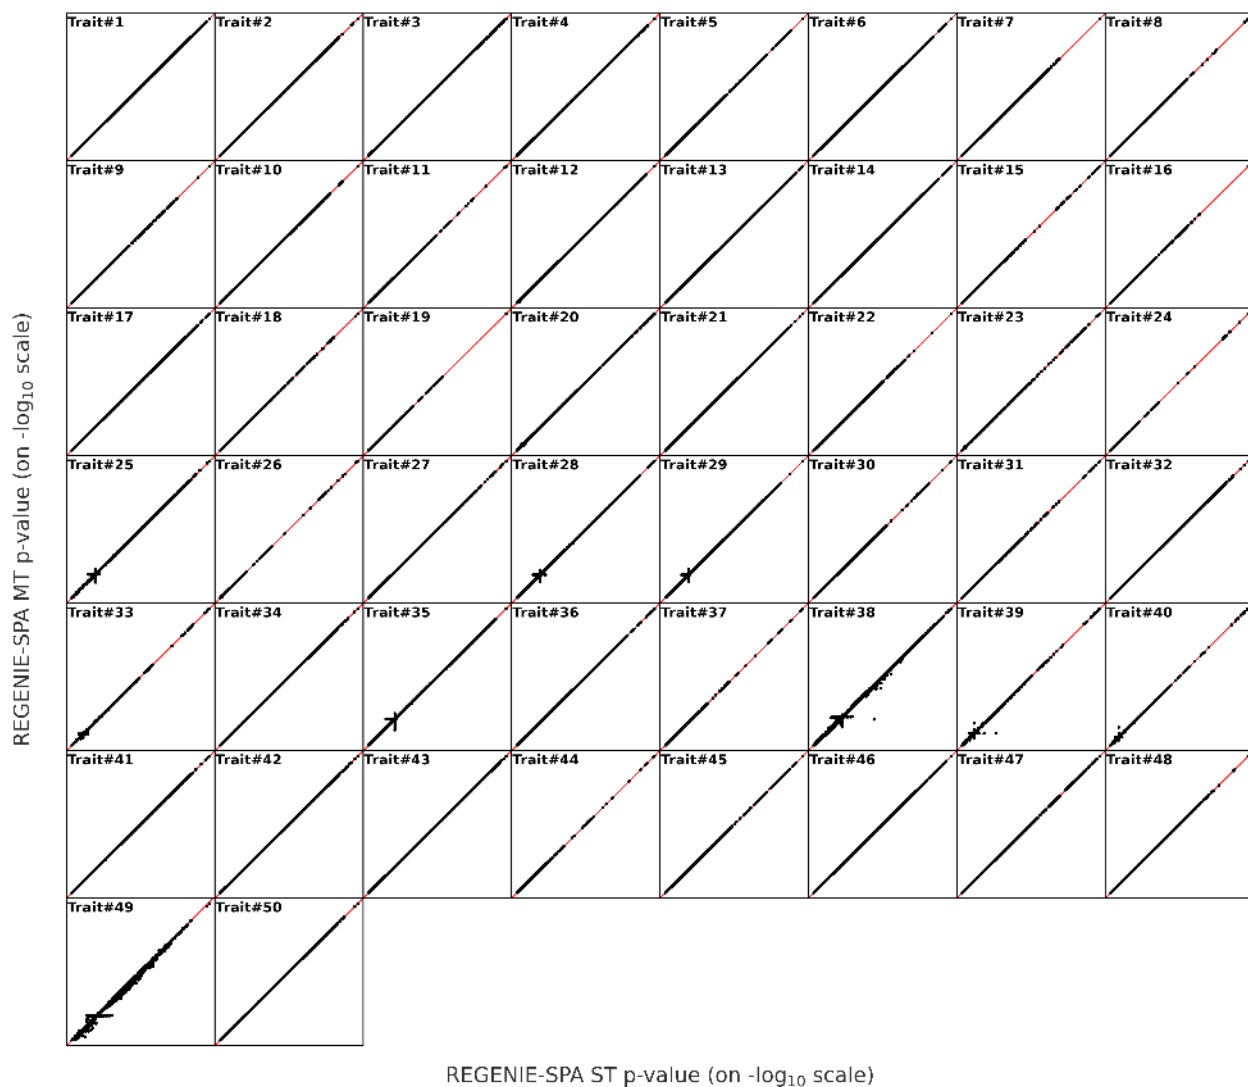 Trait#1 Trait#2 Trait#3 Trait#4 Trait#5 Trait#6 Trait#7 Trait#8
Trait#9 Trait#10 Trait#11 Trait#12 Trait#13 Trait#14 Trait#15 Trait#16
Trait#17 Trait#18 Trait#19 Trait#20 Trait#21 Trait#22 Trait#23 Trait#24
Trait#25 Trait#26 Trait#27 Trait#28 Trait#29 Trait#30 Trait#31 Trait#32
Trait#33 Trait#34 Trait#35 Trait#36 Trait#37 Trait#38 Trait#39 Trait#40
Trait#41 Trait#42 Trait#43 Trait#44 Trait#45 Trait#46 Trait#47 Trait#48
Trait#49 Trait#50
REGENIE-SPA MT p-value (on -log₁₀ scale)
REGENIE-SPA ST p-value (on -log₁₀ scale)